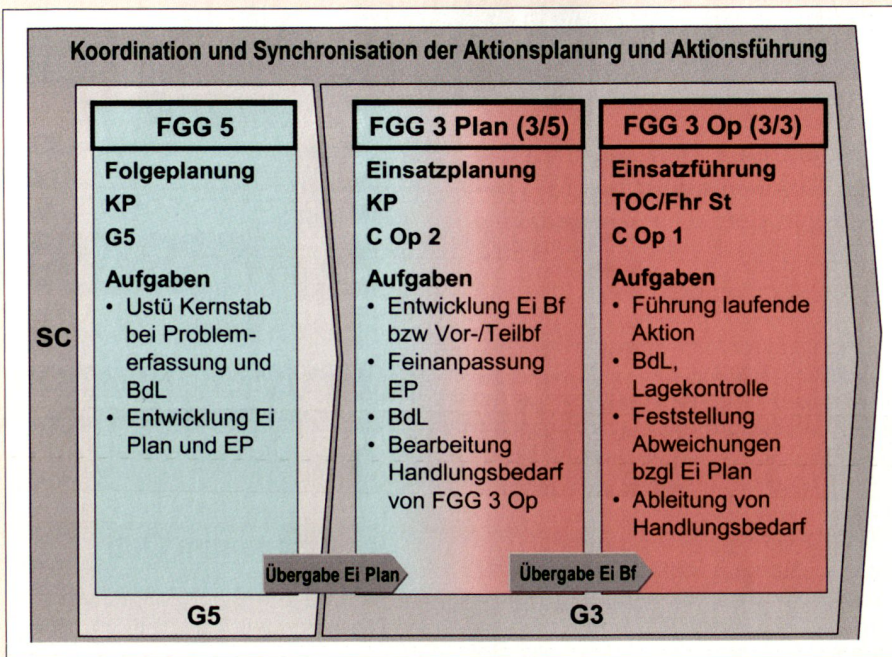 Koordination und Synchronisation der Aktionsplanung und Aktionsführung
SC
FGG 5
Folgeplanung
KP
G5
Aufgaben
• Ustü Kernstab
bei Problem-
erfassung und
BdL
• Entwicklung Ei
Plan und EP
Übergabe Ei Plan
G5
FGG 3 Plan (3/5)
Einsatzplanung
KP
C Op 2
Aufgaben
• Entwicklung Ei Bf
bzw Vor-/Teilbf
• Feinanpassung
EP
• BdL
• Bearbeitung
Handlungsbedarf
von FGG 3 Op
Übergabe Ei Bf
FGG 3 Op (3/3)
Einsatzführung
TOC/Fhr St
C Op 1
Aufgaben
• Führung laufende
Aktion
• BdL,
Lagekontrolle
• Feststellung
Abweichungen
bzgl Ei Plan
• Ableitung von
Handlungsbedarf
G3